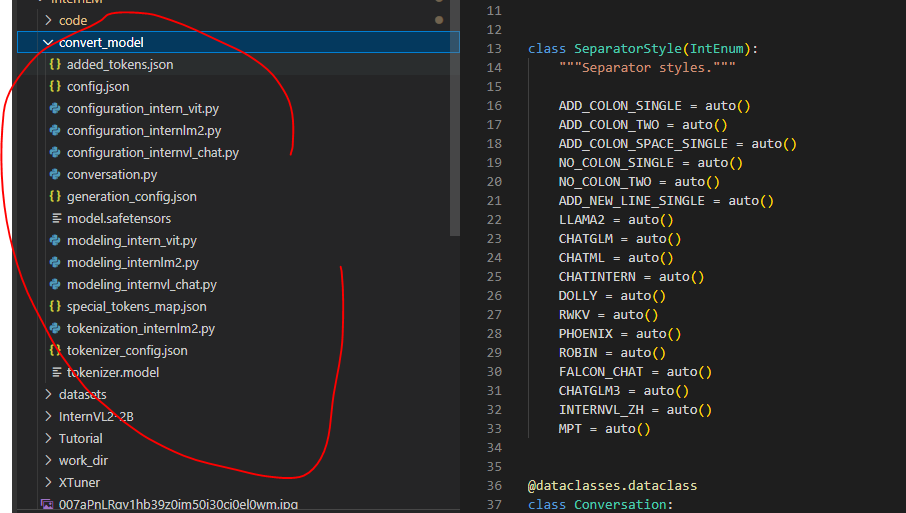 code
convert_model
added_tokens.json
config.json
configuration_intern_vit.py
configuration_internlm2.py
configuration_internvl_chat.py
conversation.py
generation_config.json
model.safetensors
modeling_intern_vit.py
modeling_internlm2.py
modeling_internvl_chat.py
special_tokens_map.json
tokenization_internlm2.py
tokenizer_config.json
tokenizer.model
datasets
InternVL2-2B
Tutorial
work_dir
XTuner
11
12
13 class SeparatorStyle(IntEnum):
14 """Separator styles."""
15
16 ADD_COLON_SINGLE = auto()
17 ADD_COLON_TWO = auto()
18 ADD_COLON_SPACE_SINGLE = auto()
19 NO_COLON_SINGLE = auto()
20 NO_COLON_TWO = auto()
21 ADD_NEW_LINE_SINGLE = auto()
22 LLAMA2 = auto()
23 CHATGLM = auto()
24 CHATML = auto()
25 CHATINTERN = auto()
26 DOLLY = auto()
27 RWKV = auto()
28 PHOENIX = auto()
29 ROBIN = auto()
30 FALCON_CHAT = auto()
31 CHATGLM3 = auto()
32 INTERNVL_ZH = auto()
33 MPT = auto()
34
35
36 @dataclasses.dataclass
37 class Conversation: